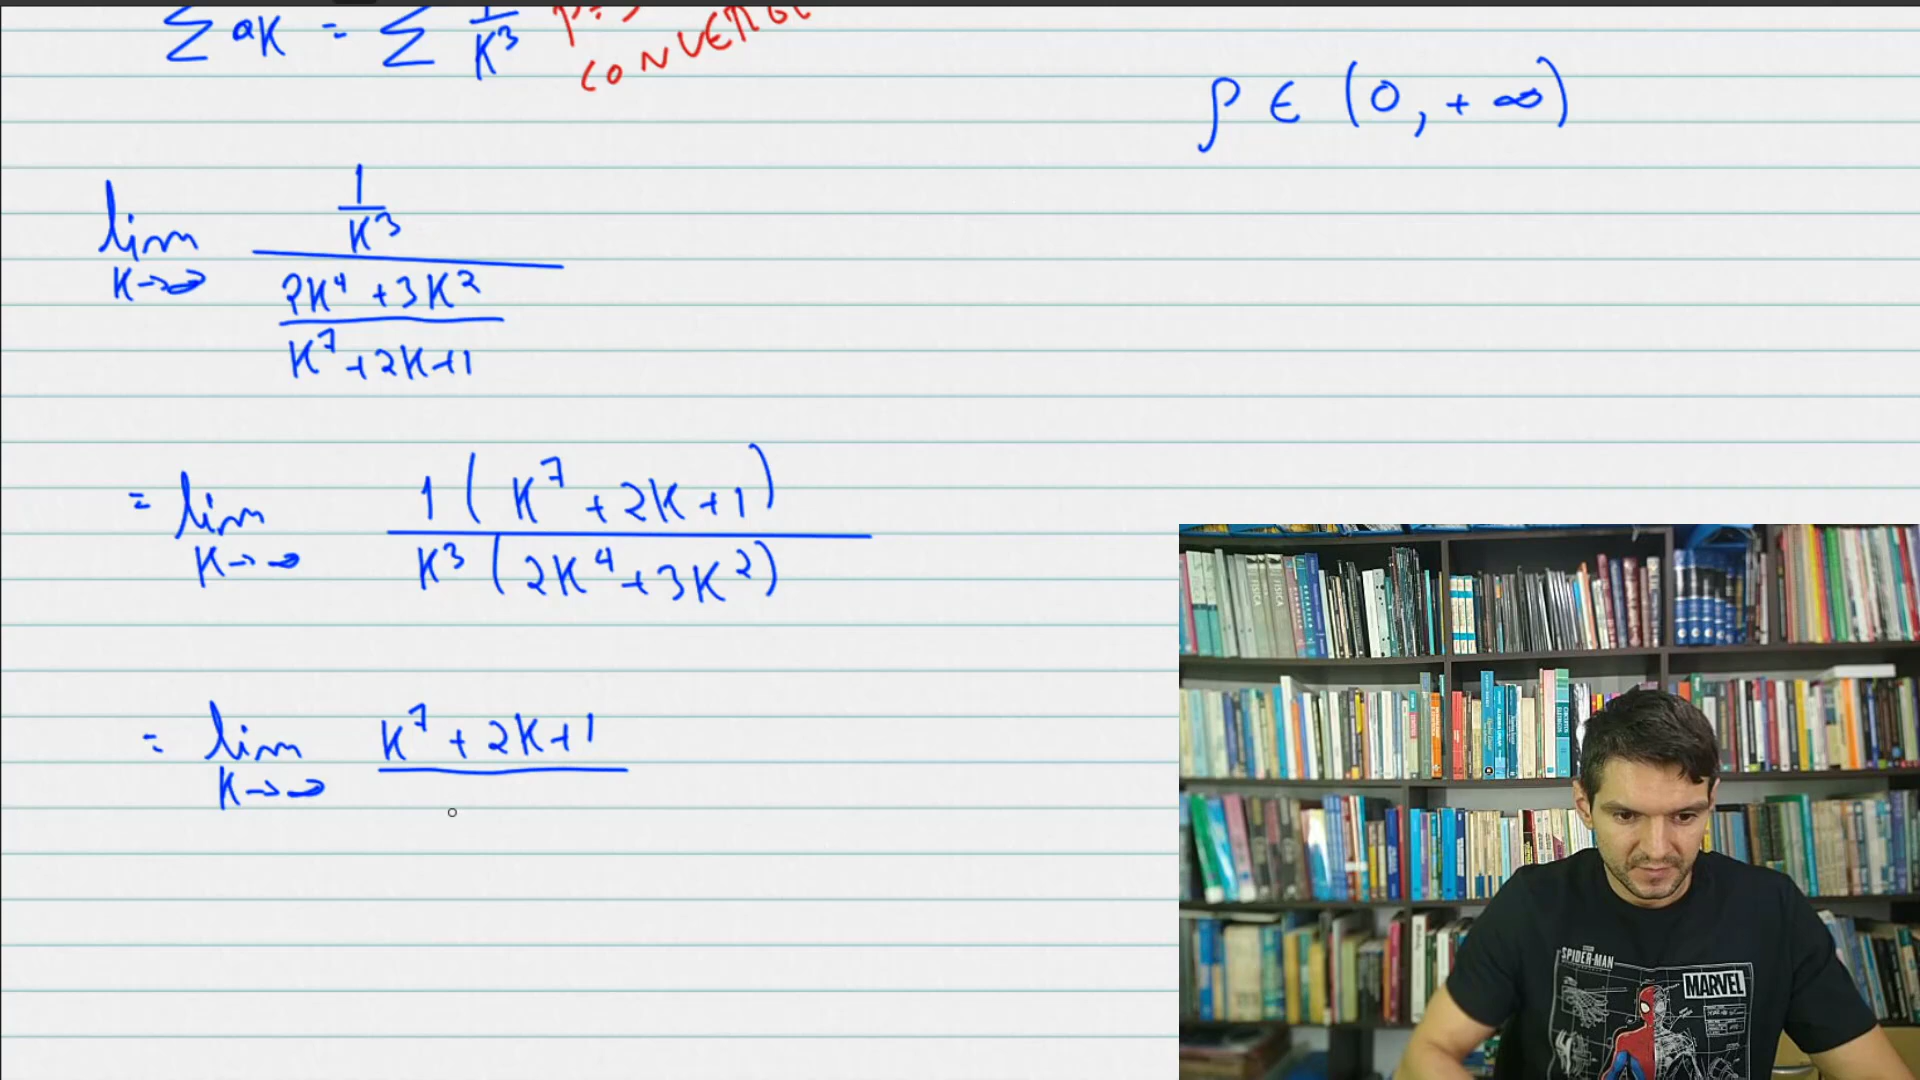 ∑ aK = ∑ 1/K³
ρ ∈ (0, +∞)
lim K→∞ (1/K³) / ((2K⁴ + 3K²)/(K⁷ + 2K + 1))
= lim K→∞ 1(K⁷ + 2K + 1) / K³(2K⁴ + 3K²)
= lim K→∞ K⁷ + 2K + 1
SPIDER-MAN
MARVEL